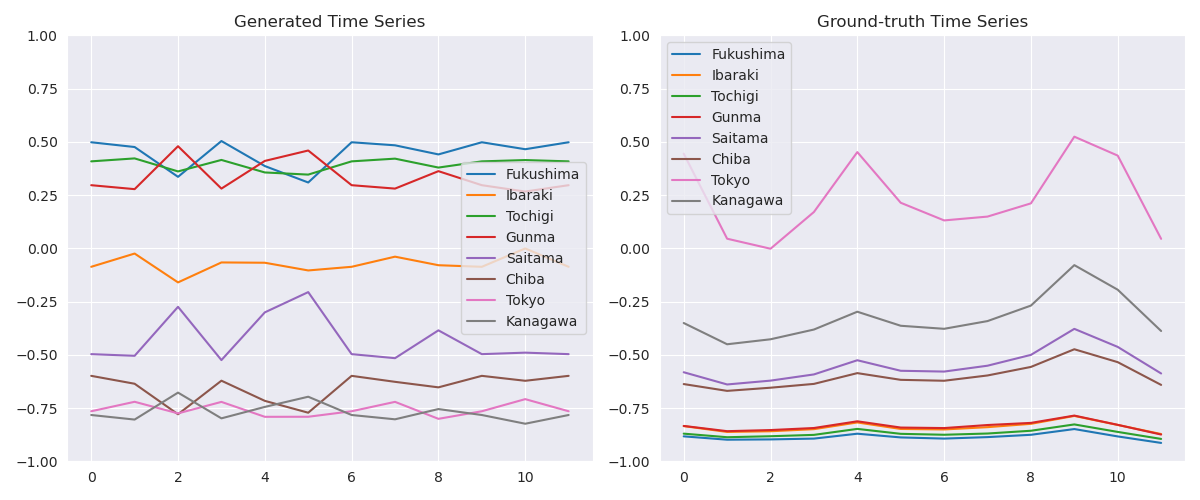 Generated Time Series
1.00
0.75
0.50
0.25
0.00
−0.25
−0.50
−0.75
−1.00
0 2 4 6 8 10
Fukushima
Ibaraki
Tochigi
Gunma
Saitama
Chiba
Tokyo
Kanagawa
Ground-truth Time Series
1.00
0.75
0.50
0.25
0.00
−0.25
−0.50
−0.75
−1.00
0 2 4 6 8 10
Fukushima
Ibaraki
Tochigi
Gunma
Saitama
Chiba
Tokyo
Kanagawa